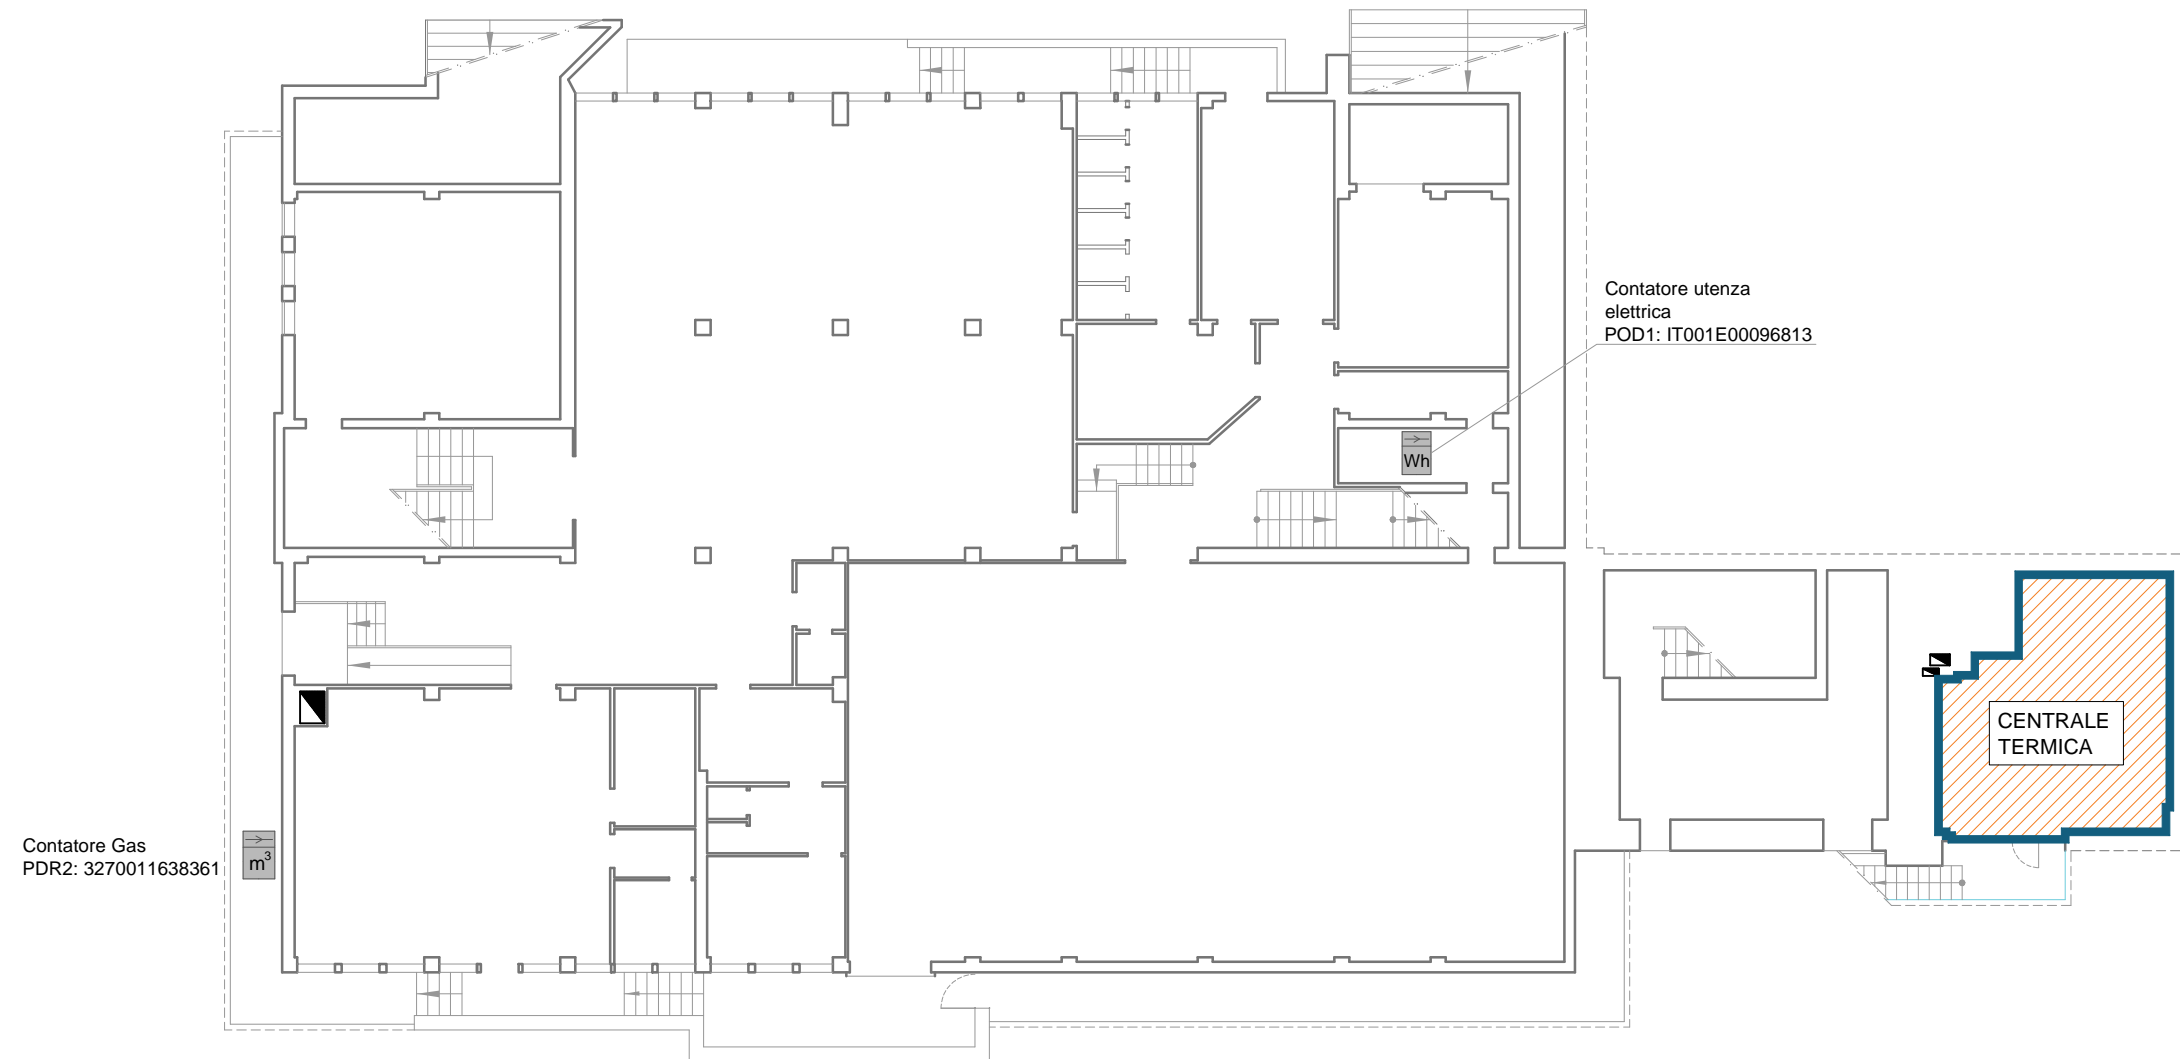 Contatore utenza
elettrica
POD1: IT001E00096813
Wh
CENTRALE
TERMICA
Contatore Gas
PDR2: 3270011638361
m³